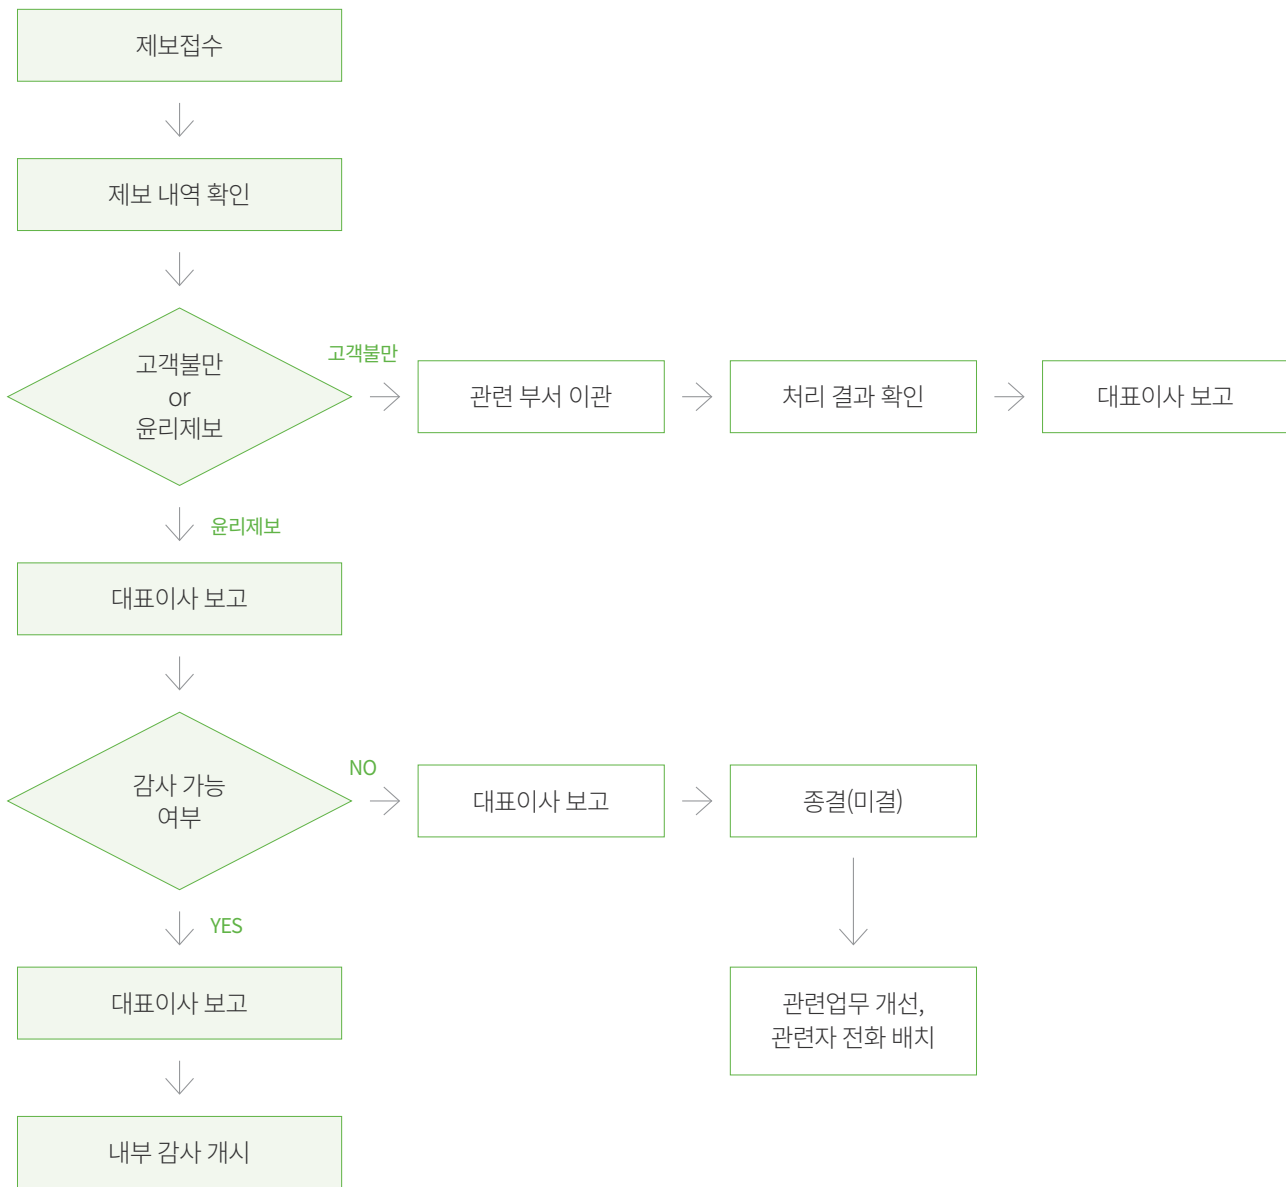 제보접수
제보 내역 확인
고객불만
or
윤리제보
고객불만
관련 부서 이관
처리 결과 확인
대표이사 보고
윤리제보
대표이사 보고
감사 가능
여부
NO
대표이사 보고
종결(미결)
YES
대표이사 보고
관련업무 개선,
관련자 전화 배치
내부 감사 개시